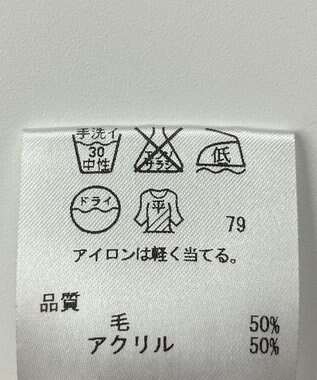 手洗イ
30
中性
エンソ
サラシ
低
ドライ
平
79
アイロンは軽く当てる。
品質
毛 50%
アクリル 50%